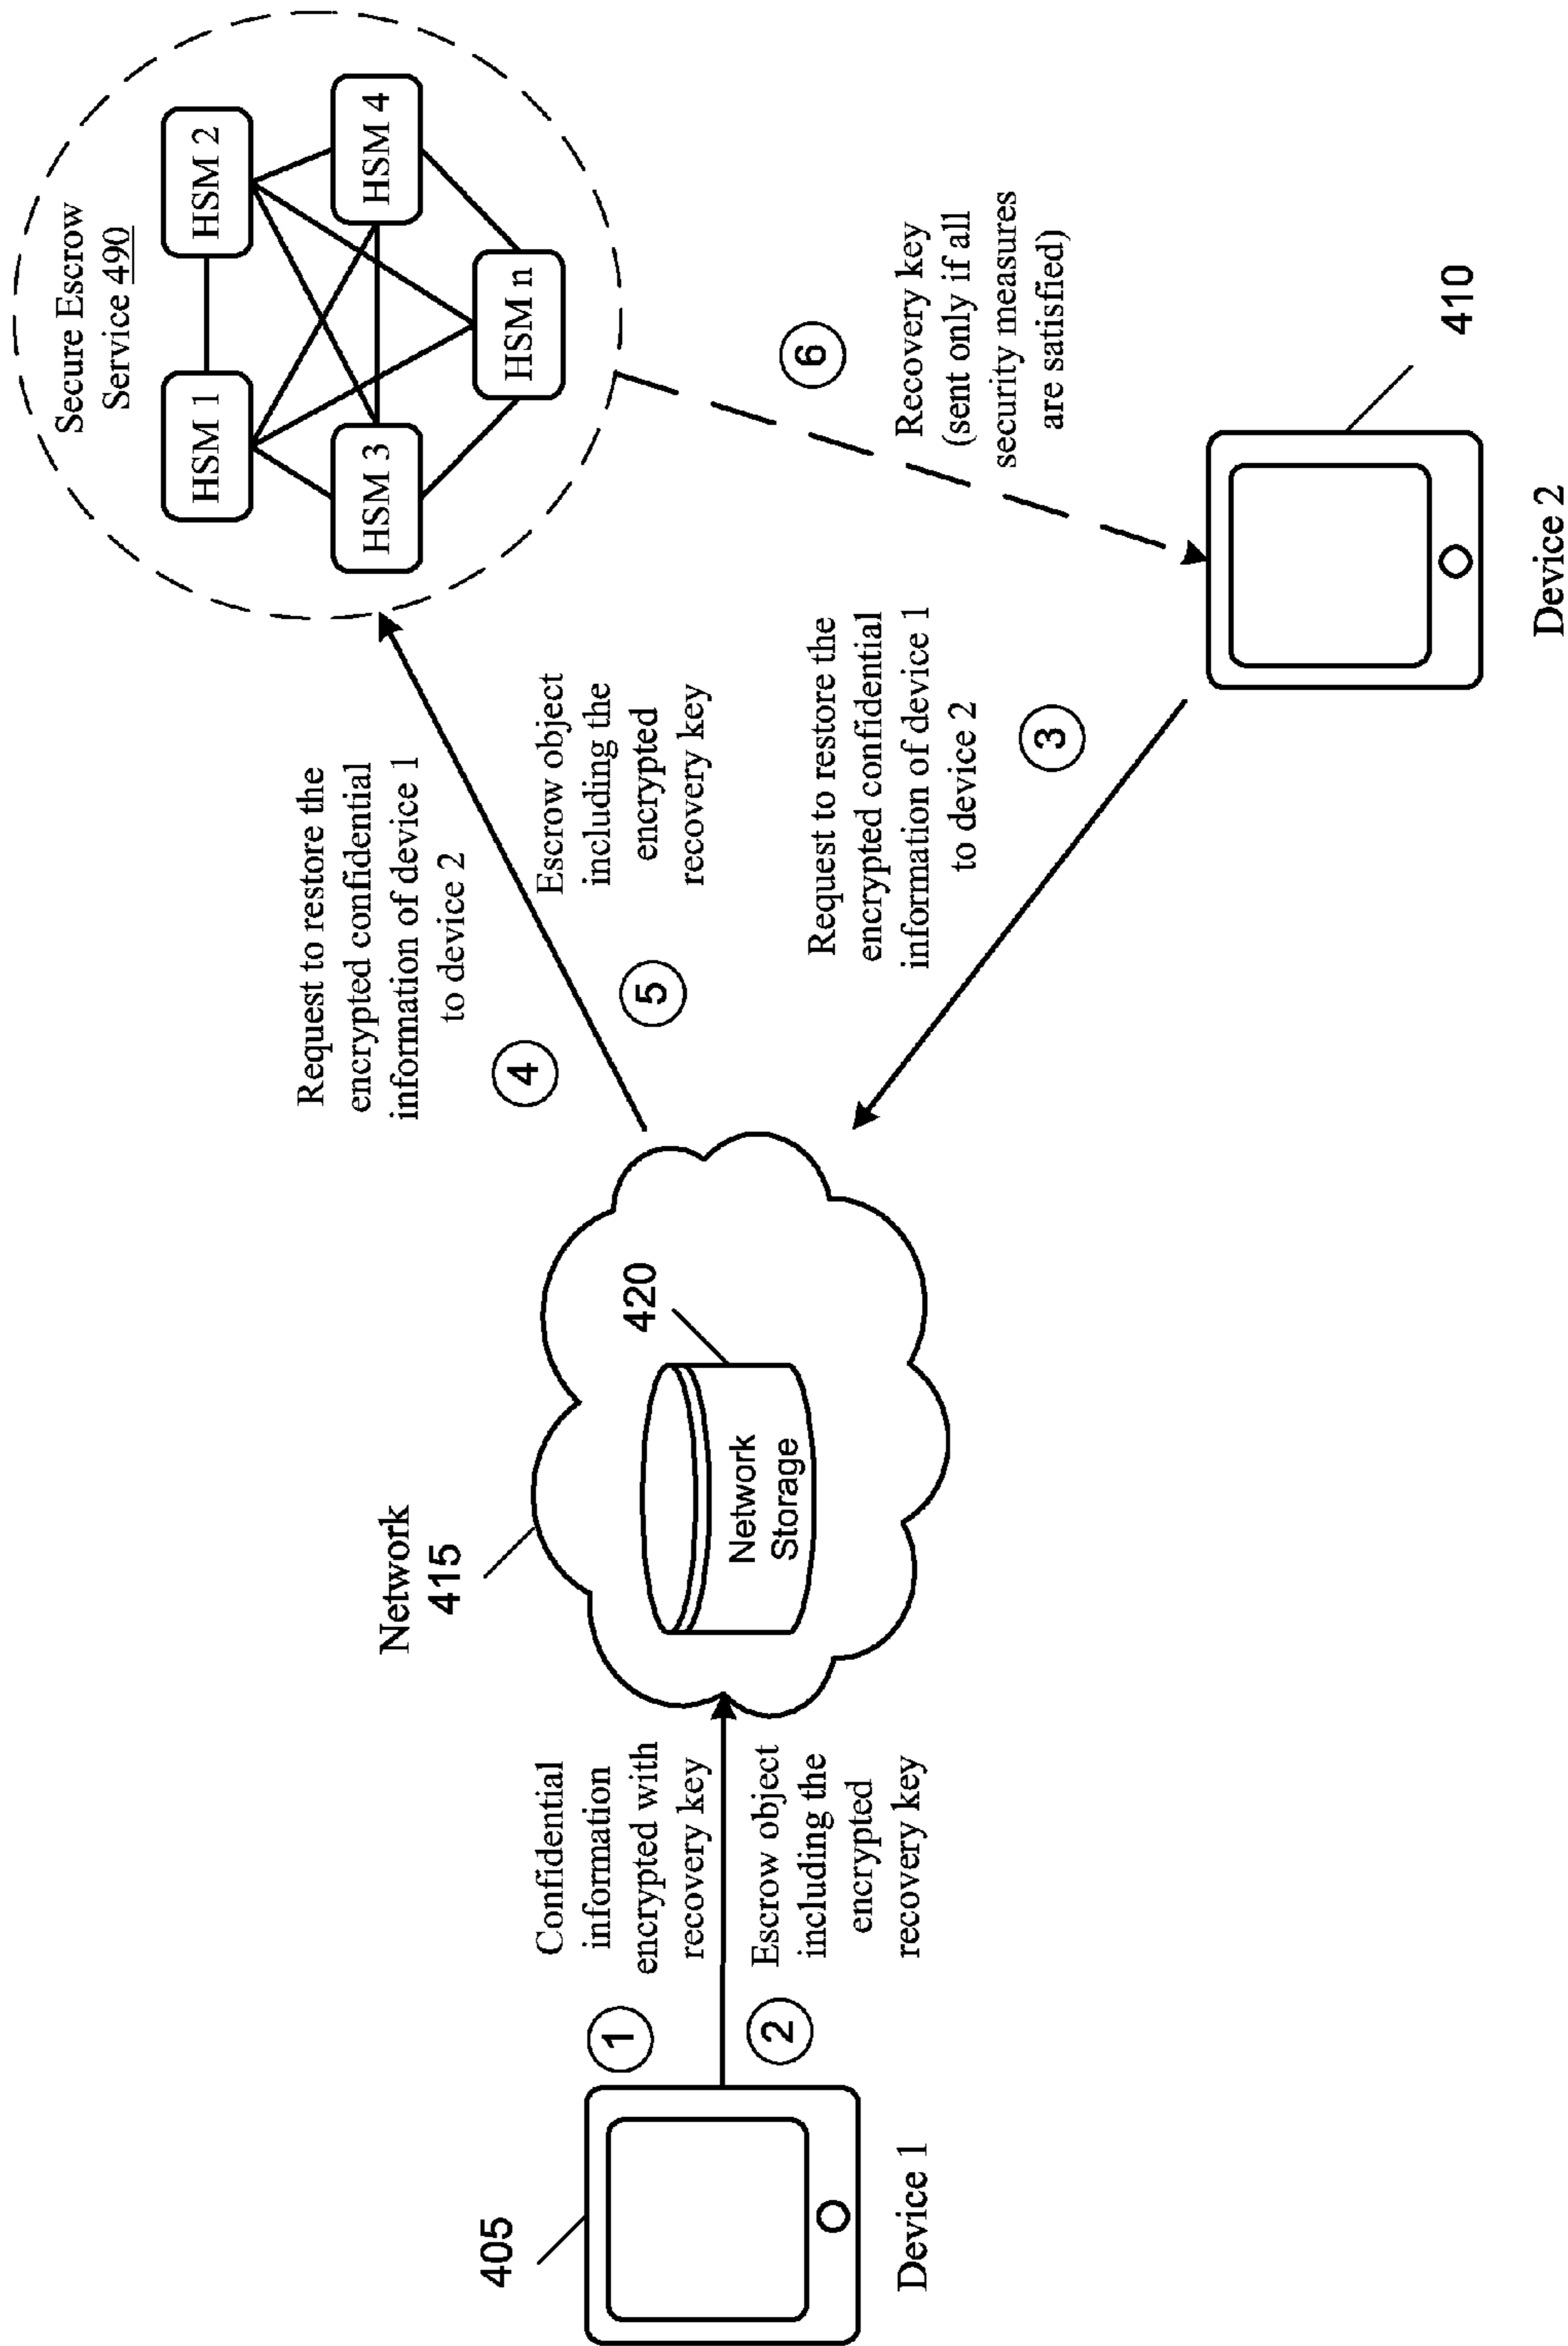 405
Device 1
1
Confidential
information
encrypted with
recovery key
2
Escrow object
including the
encrypted
recovery key
Network
415
420
Network
Storage
4
Request to restore the
encrypted confidential
information of device 1
to device 2
5
Escrow object
including the
encrypted
recovery key
3
Request to restore the
encrypted confidential
information of device 1
to device 2
Secure Escrow
Service 490
HSM 1
HSM 2
HSM 3
HSM 4
HSM n
6
Recovery key
(sent only if all
security measures
are satisfied)
410
Device 2